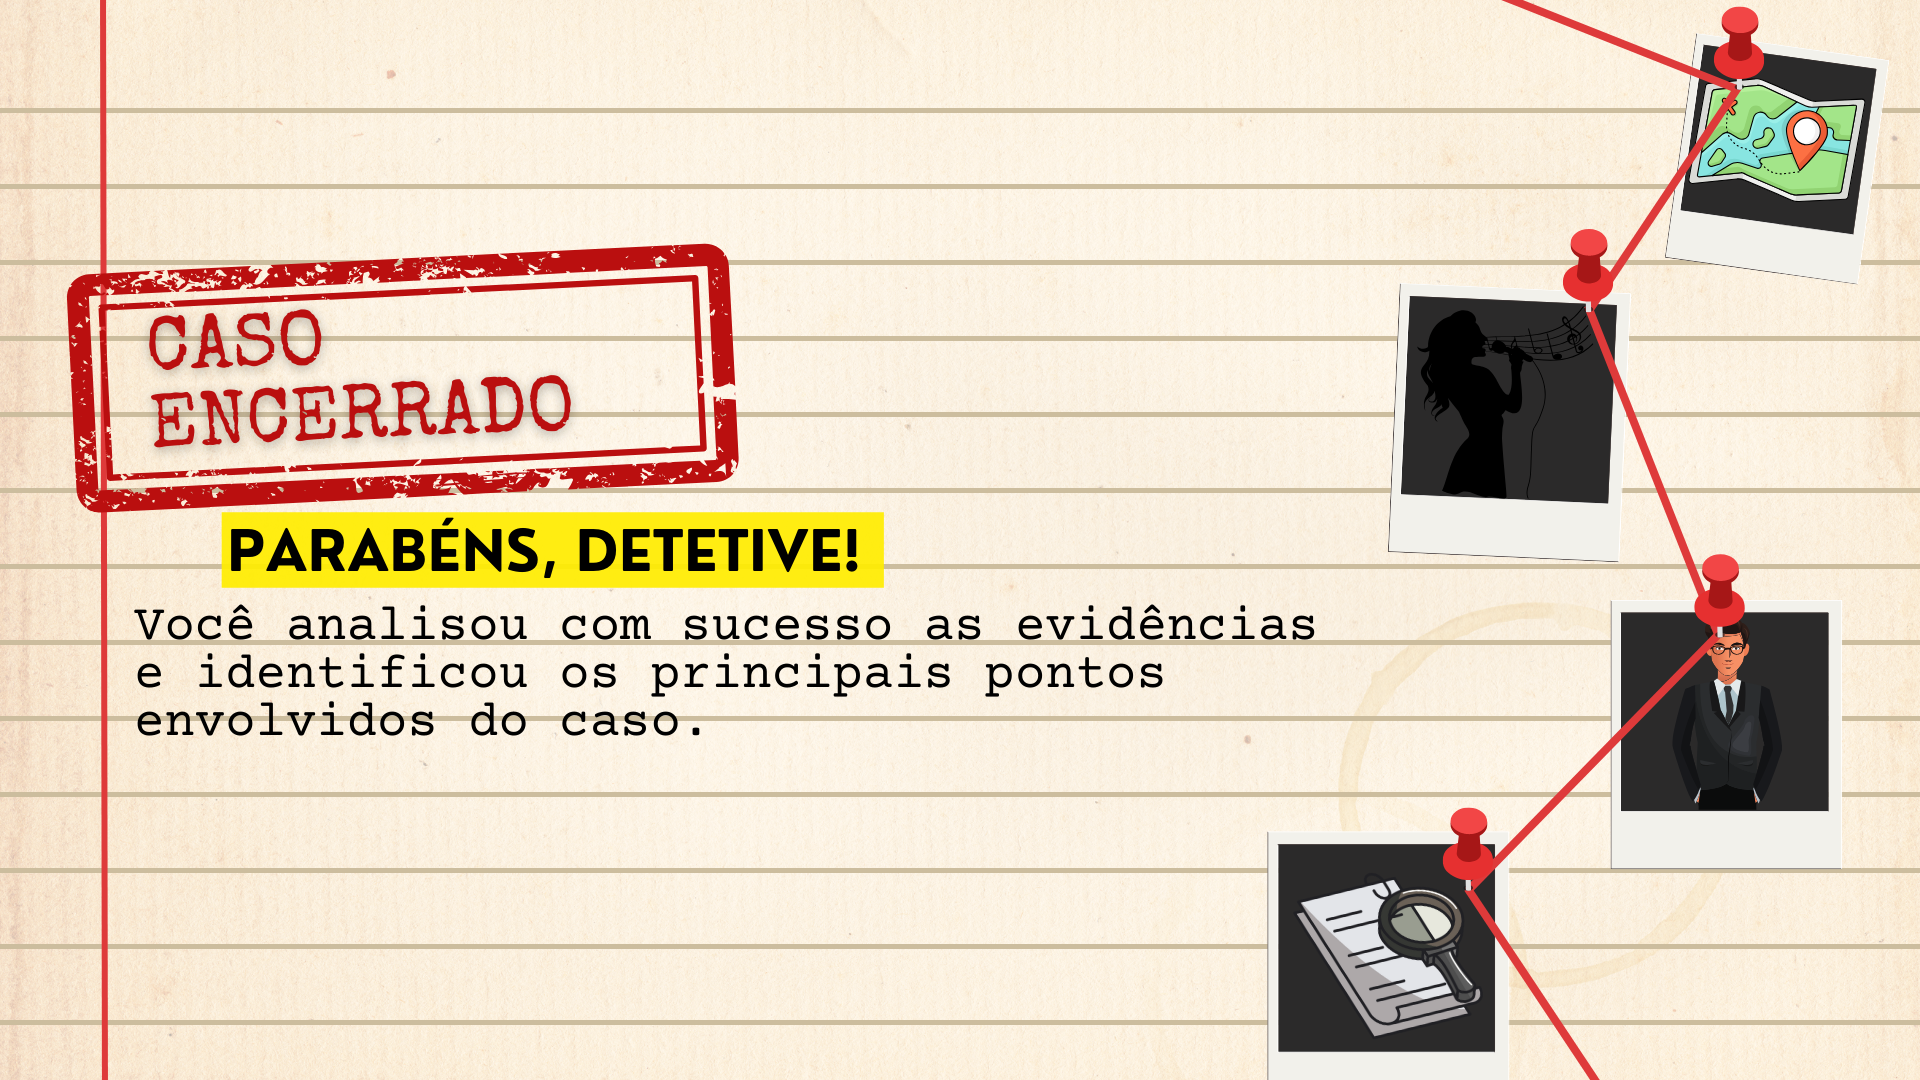 CASO
ENCERRADO
PARABÉNS, DETETIVE!
Você analisou com sucesso as evidências
e identificou os principais pontos
envolvidos do caso.